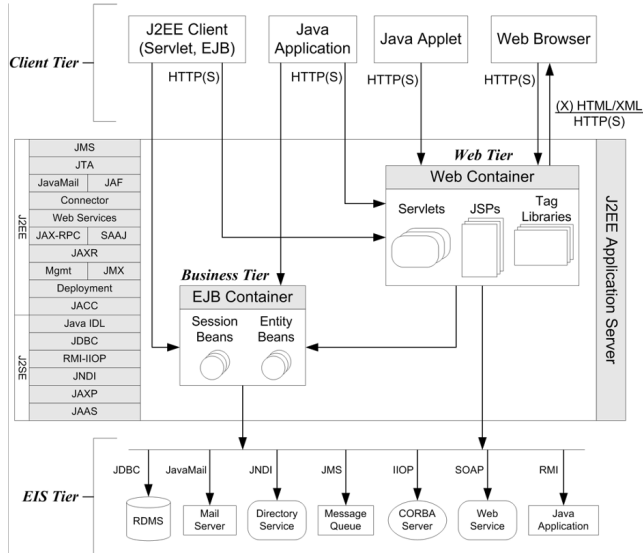 Client Tier
J2EE Client
(Servlet, EJB)
Java
Application
Java Applet
Web Browser
HTTP(S)
HTTP(S)
HTTP(S)
HTTP(S)
(X) HTML/XML
HTTP(S)
J2EE
JMS
JTA
JavaMail
JAF
Connector
Web Services
JAX-RPC
SAAJ
JAXR
Mgmt
JMX
Deployment
JACC
J2SE
Java IDL
JDBC
RMI-IIOP
JNDI
JAXP
JAAS
Web Tier
Web Container
Servlets
JSPs
Tag
Libraries
Business Tier
EJB Container
Session
Beans
Entity
Beans
J2EE Application Server
EIS Tier
JDBC
JavaMail
JNDI
JMS
IIOP
SOAP
RMI
RDMS
Mail
Server
Directory
Service
Message
Queue
CORBA
Server
Web
Service
Java
Application